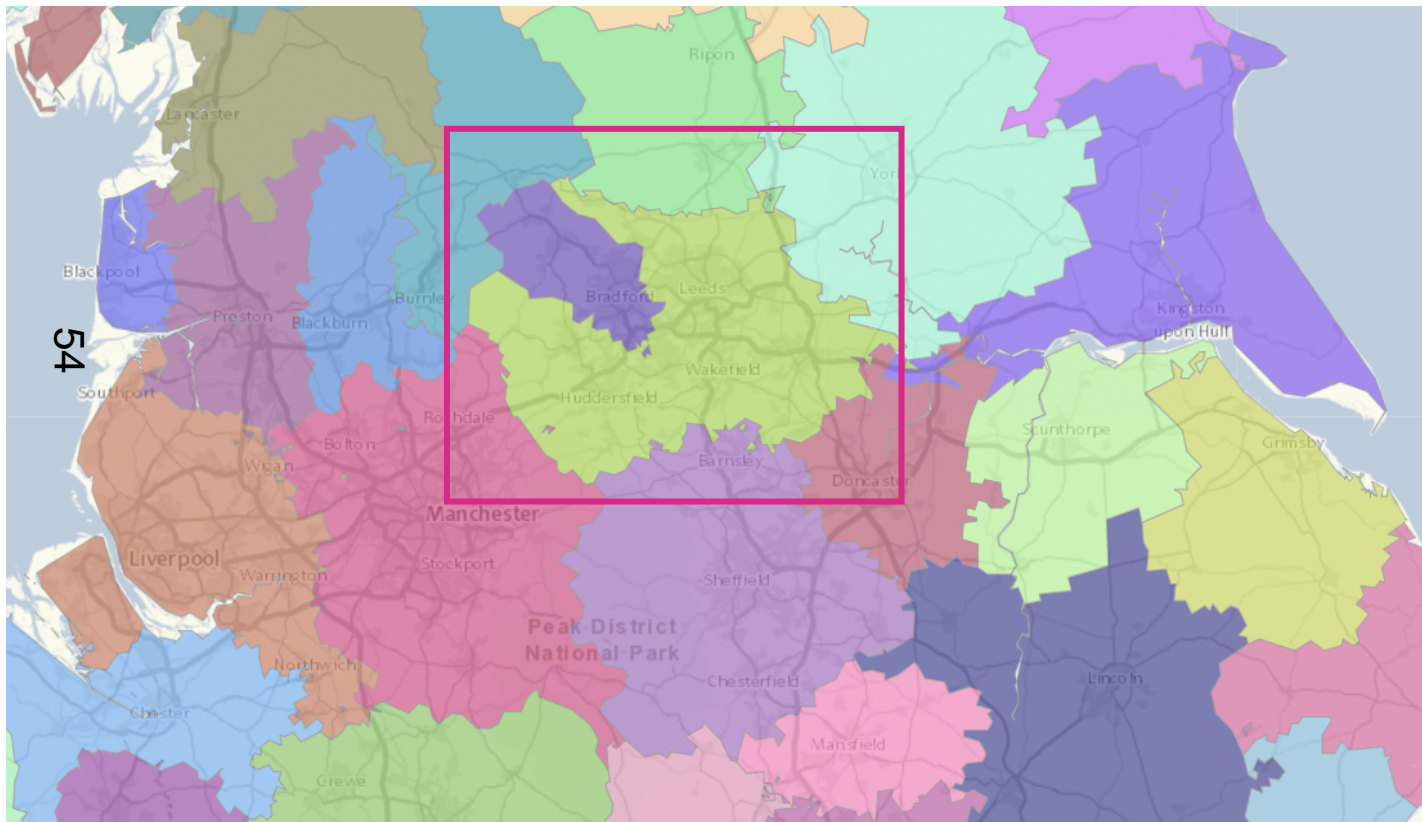 Ripon
Lancaster
York
Blackpool
Bradford
Leeds
Burnley
Kingston
upon Hull
Preston
Blackburn
54
Wakefield
Southport
Huddersfield
Rochdale
Scunthorpe
Bolton
Grimsby
Barnsley
Wigan
Doncaster
Manchester
Liverpool
Stockport
Warrington
Sheffield
Peak District
National Park
Northwich
Chesterfield
Lincoln
Chester
Mansfield
Crewe